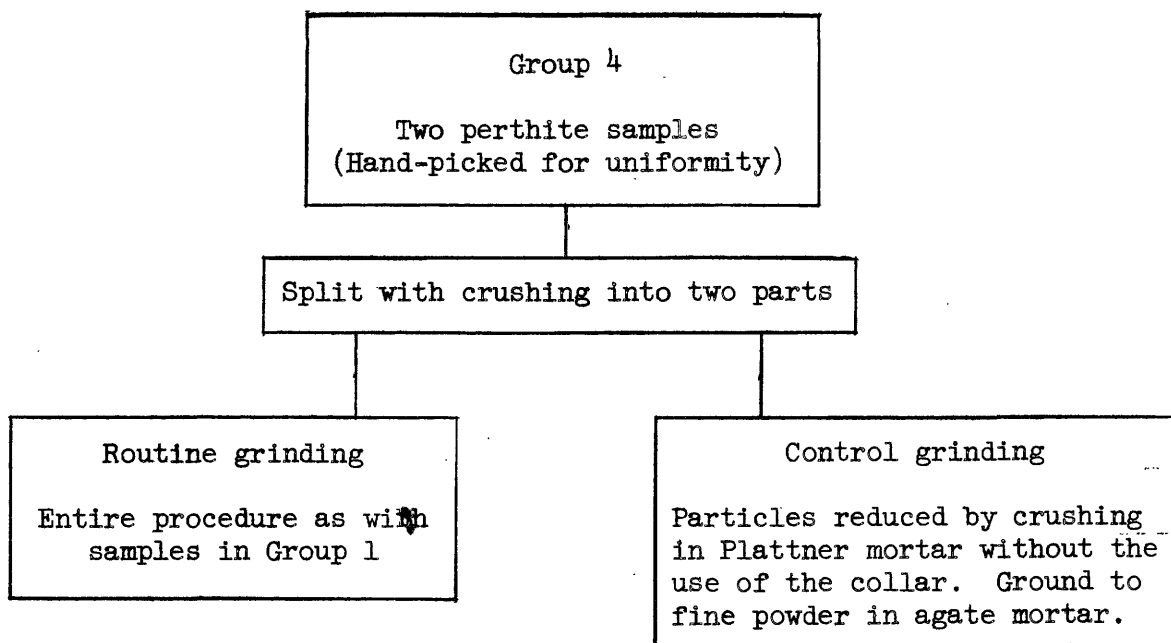 Group 4
Two perthite samples
(Hand-picked for uniformity)
Split with crushing into two parts
Routine grinding
Entire procedure as with
samples in Group 1
Control grinding
Particles reduced by crushing
in Plattner mortar without the
use of the collar. Ground to
fine powder in agate mortar.